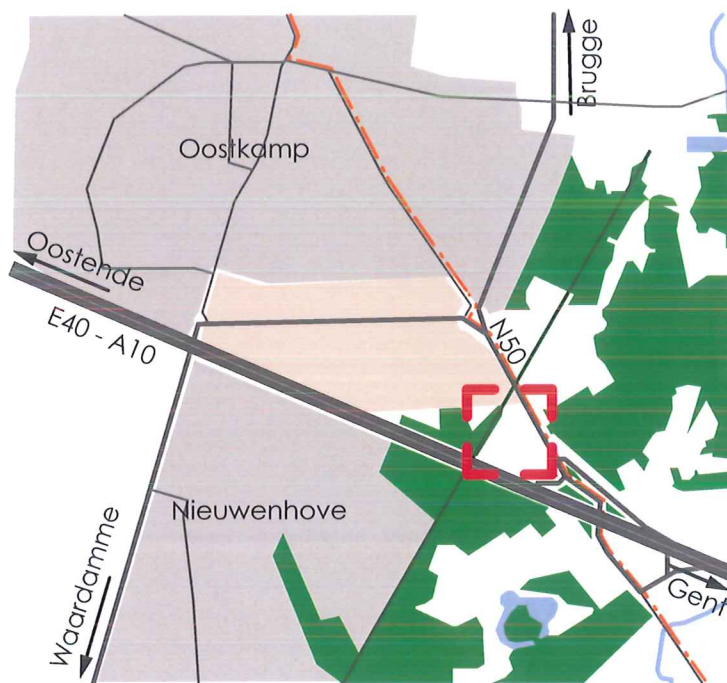 Brugge
Oostkamp
Oostende
E40 - A10
N50
Nieuwenhove
Waardamme
Gent